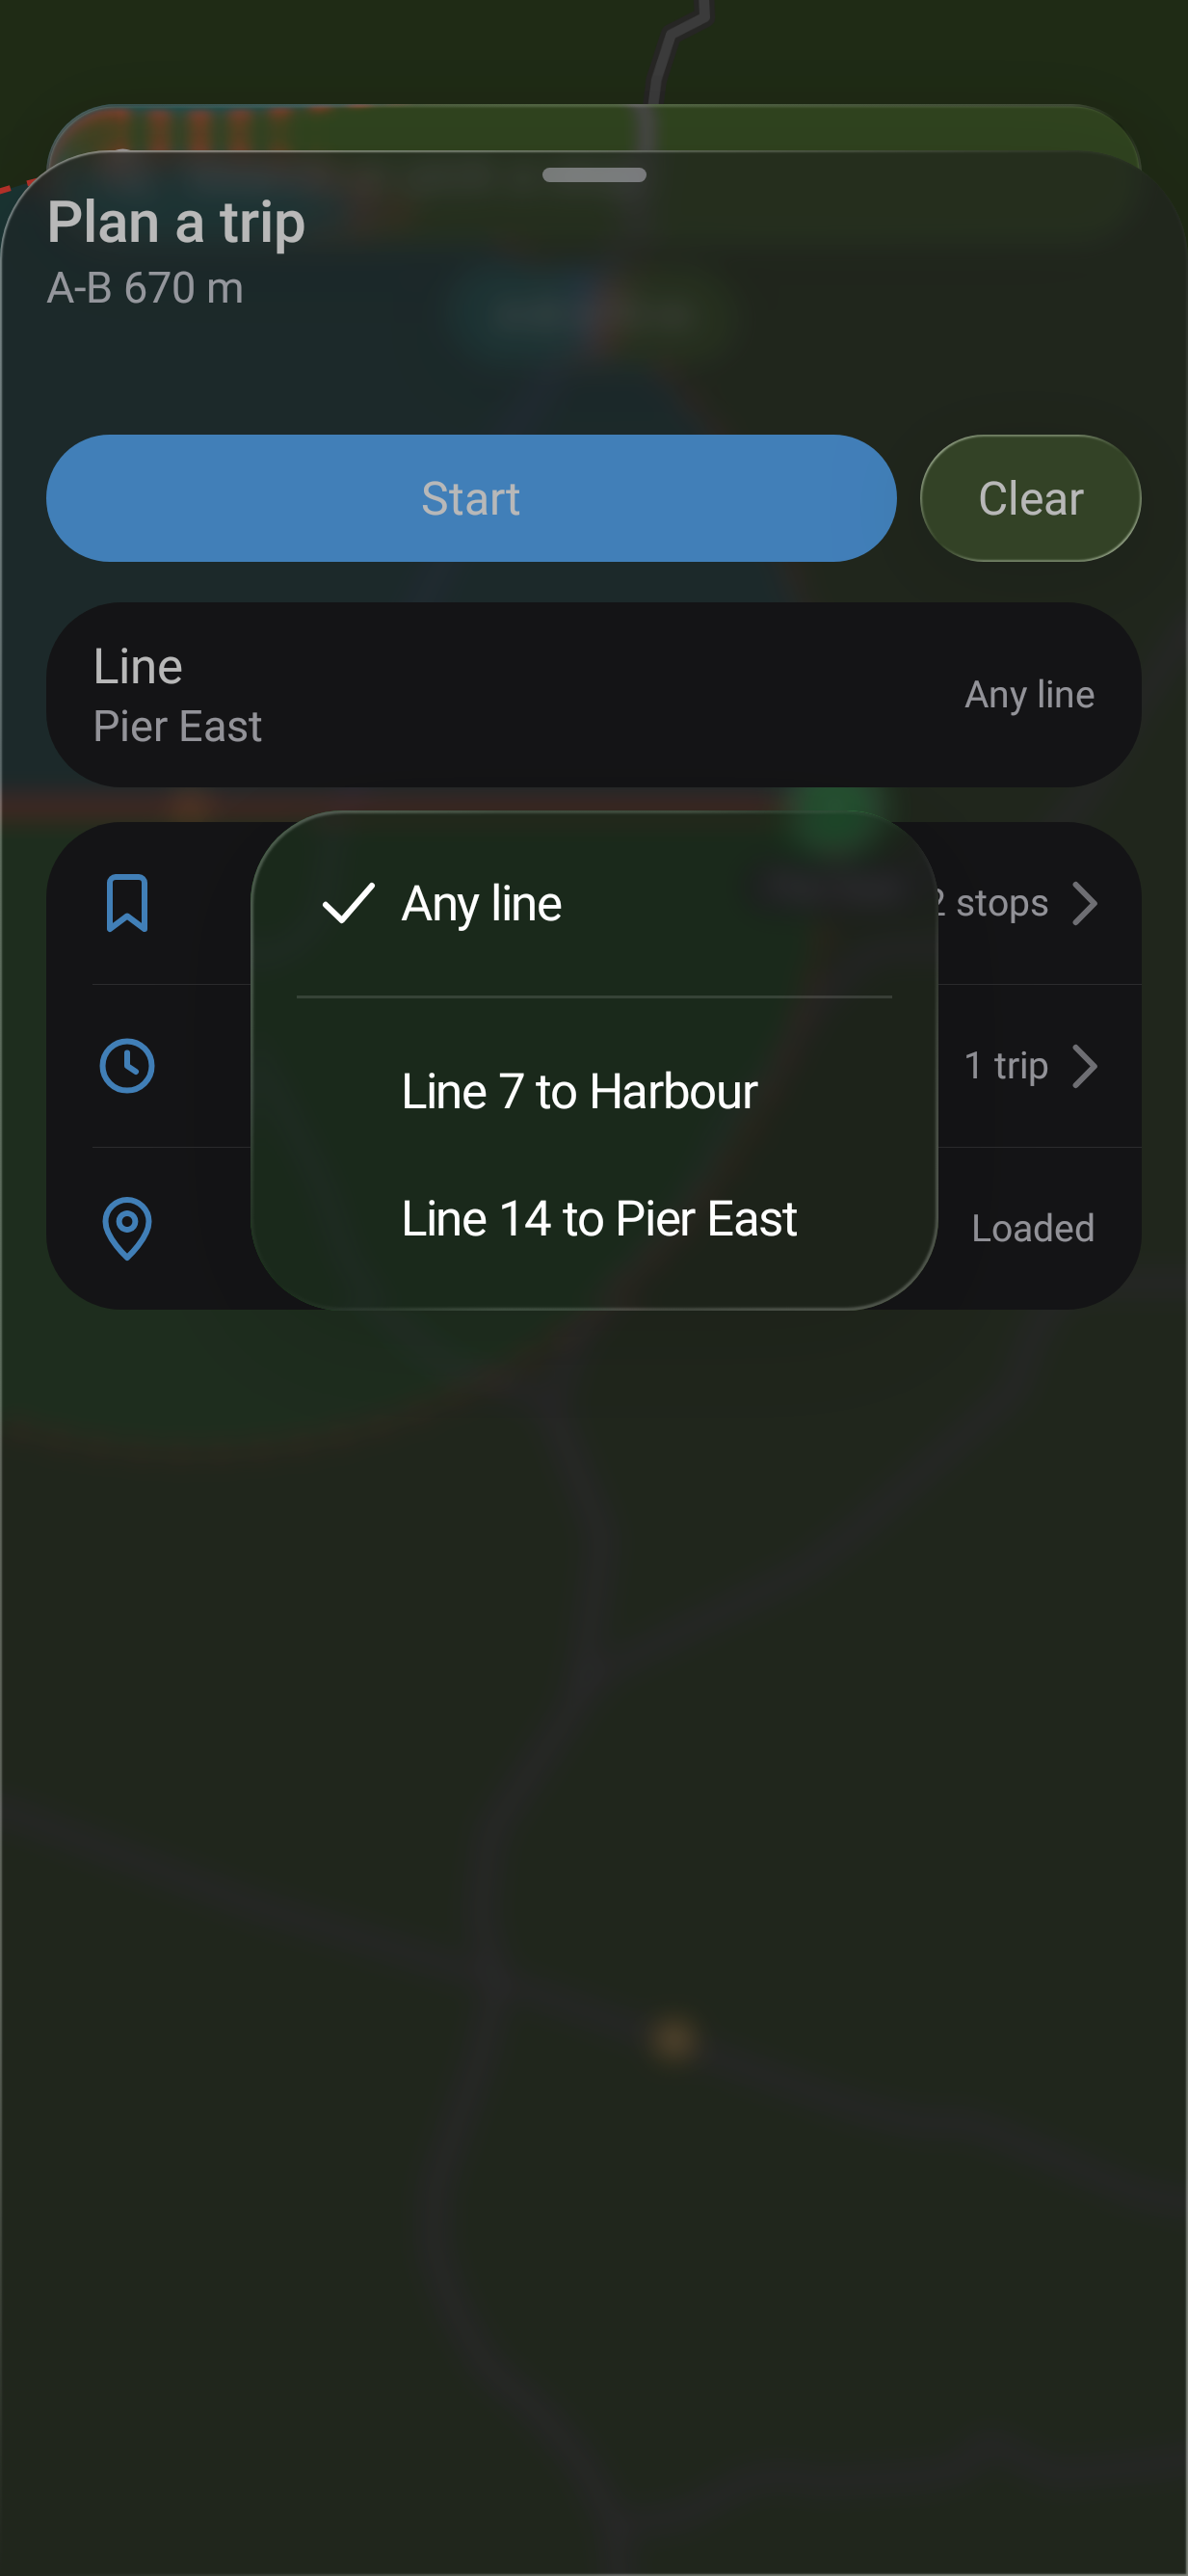 Plan a trip
A-B 670 m
Start
Clear
Line
Pier East
Any line
Any line
2 stops
Line 7 to Harbour
1 trip
Line 14 to Pier East
Loaded